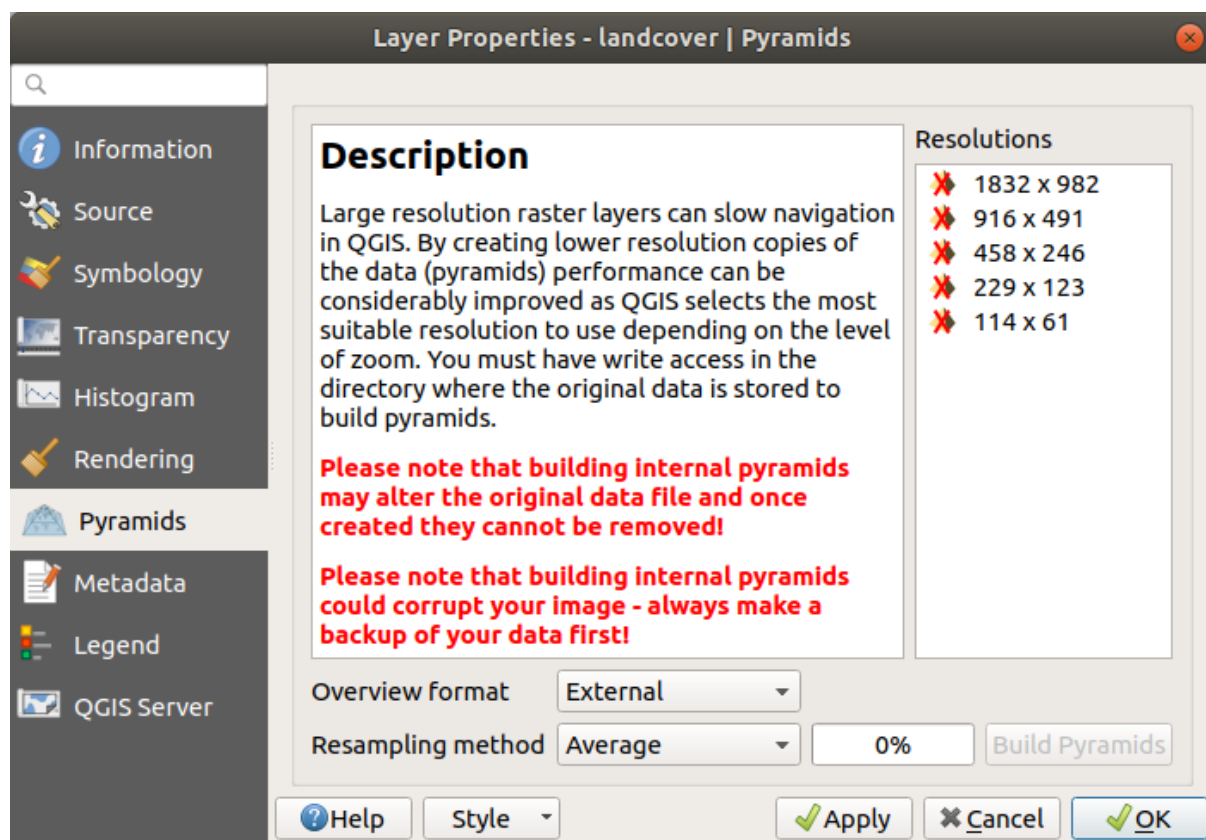 Layer Properties - landcover | Pyramids
Information
Source
Symbology
Transparency
Histogram
Rendering
Pyramids
Metadata
Legend
QGIS Server
Description
Large resolution raster layers can slow navigation
in QGIS. By creating lower resolution copies of
the data (pyramids) performance can be
considerably improved as QGIS selects the most
suitable resolution to use depending on the level
of zoom. You must have write access in the
directory where the original data is stored to
build pyramids.
Please note that building internal pyramids
may alter the original data file and once
created they cannot be removed!
Please note that building internal pyramids
could corrupt your image - always make a
backup of your data first!
Resolutions
1832 x 982
916 x 491
458 x 246
229 x 123
114 x 61
Overview format External
Resampling method Average 0% Build Pyramids
Help Style Apply Cancel OK